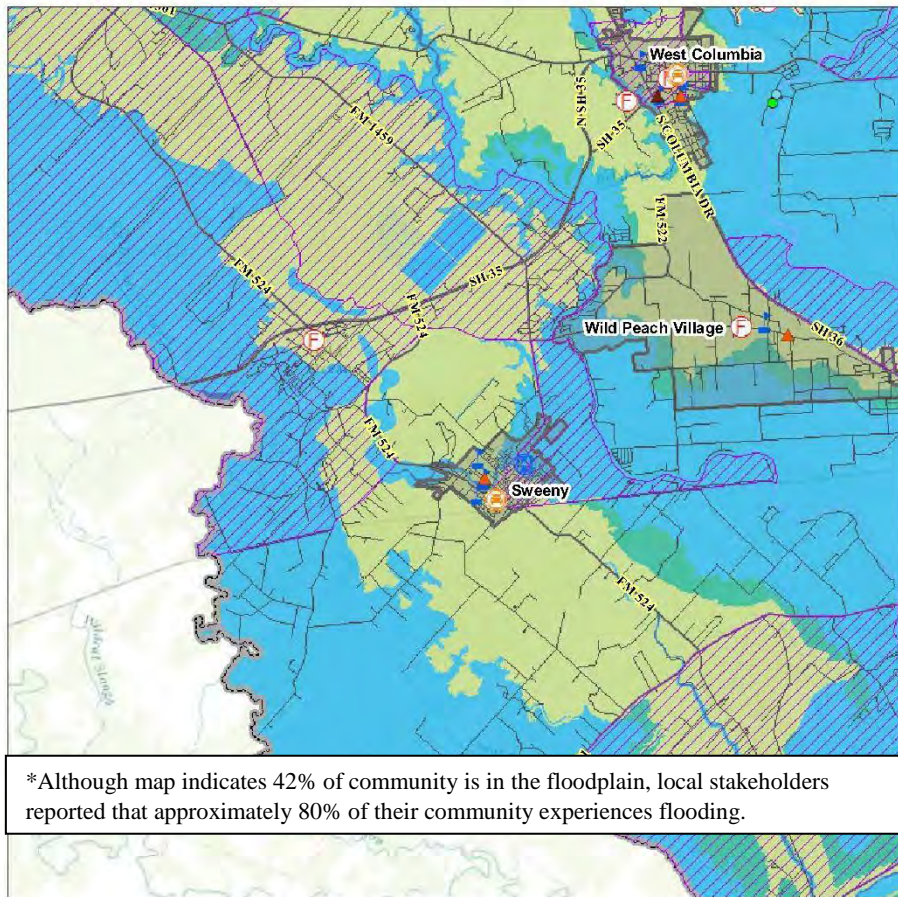 West Columbia
F
F
N SH-35
SH-35
FM-1459
S COLUMBIA DR
FM-522
FM-524
SH-35
FM-524
Wild Peach Village
F
SH-36
F
FM-524
Sweeny
FM-524
*Although map indicates 42% of community is in the floodplain, local stakeholders
reported that approximately 80% of their community experiences flooding.